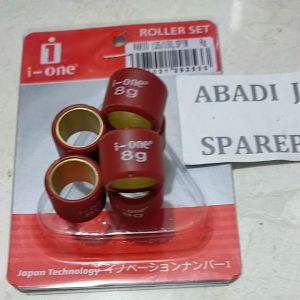 ROLLER SET
i
i-one®
8g
i-one®
8g
i-one®
ABADI J
SPAREP
Japan Technology イノベーションナンバー1